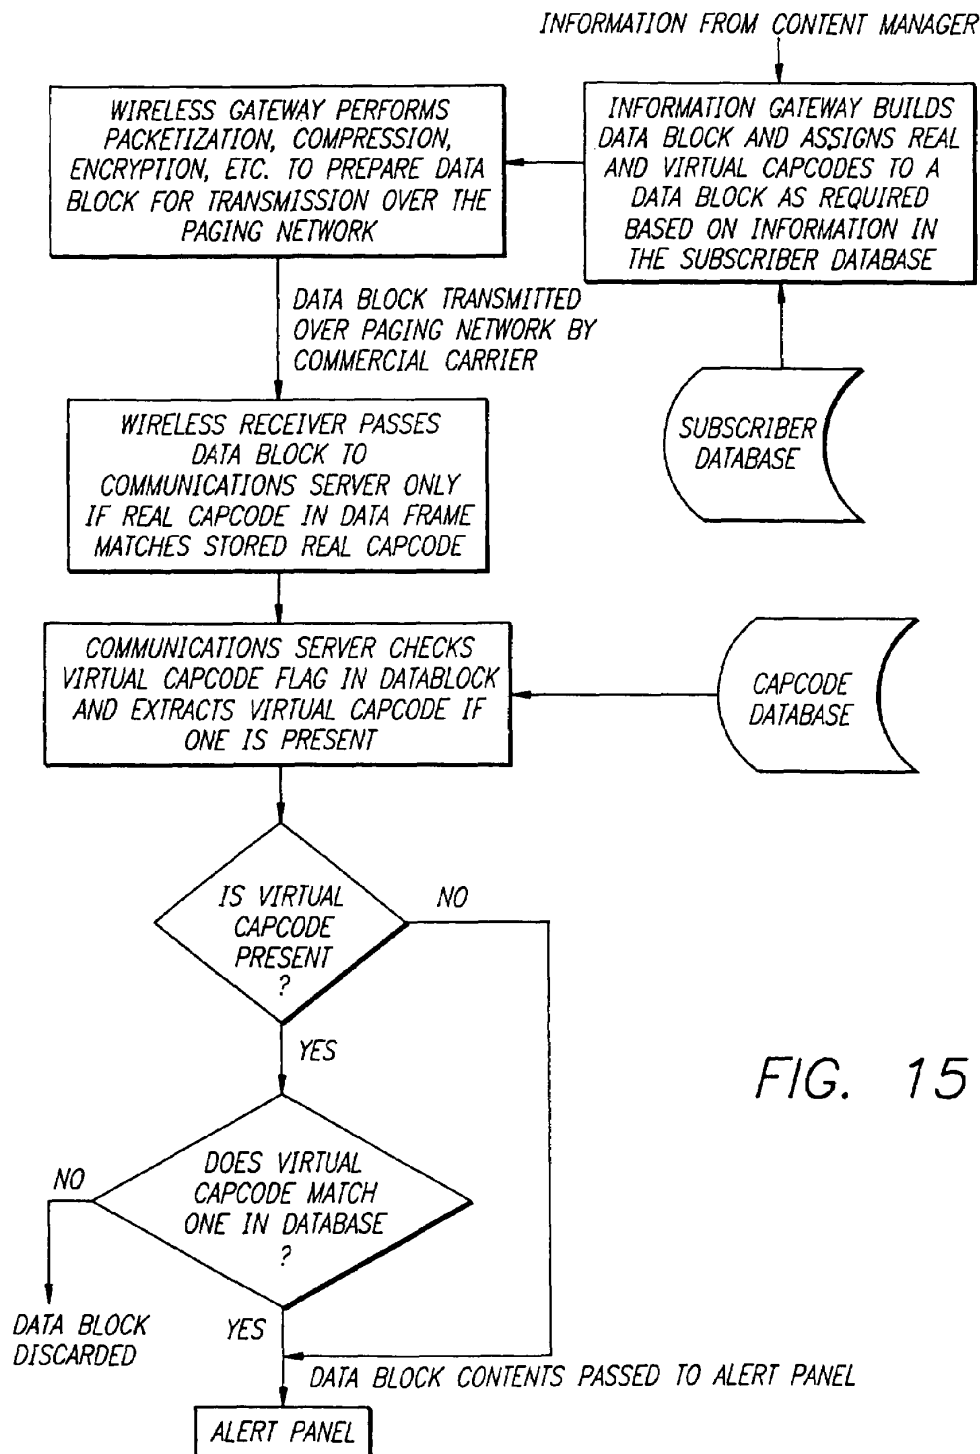 INFORMATION FROM CONTENT MANAGER
WIRELESS GATEWAY PERFORMS
PACKETIZATION, COMPRESSION,
ENCRYPTION, ETC. TO PREPARE DATA
BLOCK FOR TRANSMISSION OVER THE
PAGING NETWORK
INFORMATION GATEWAY BUILDS
DATA BLOCK AND ASSIGNS REAL
AND VIRTUAL CAPCODES TO A
DATA BLOCK AS REQUIRED
BASED ON INFORMATION IN
THE SUBSCRIBER DATABASE
DATA BLOCK TRANSMITTED
OVER PAGING NETWORK BY
COMMERCIAL CARRIER
SUBSCRIBER
DATABASE
WIRELESS RECEIVER PASSES
DATA BLOCK TO
COMMUNICATIONS SERVER ONLY
IF REAL CAPCODE IN DATA FRAME
MATCHES STORED REAL CAPCODE
COMMUNICATIONS SERVER CHECKS
VIRTUAL CAPCODE FLAG IN DATABLOCK
AND EXTRACTS VIRTUAL CAPCODE IF
ONE IS PRESENT
CAPCODE
DATABASE
IS VIRTUAL
CAPCODE
PRESENT
?
NO
YES
FIG. 15
DOES VIRTUAL
CAPCODE MATCH
ONE IN DATABASE
?
NO
DATA BLOCK
DISCARDED
YES
DATA BLOCK CONTENTS PASSED TO ALERT PANEL
ALERT PANEL